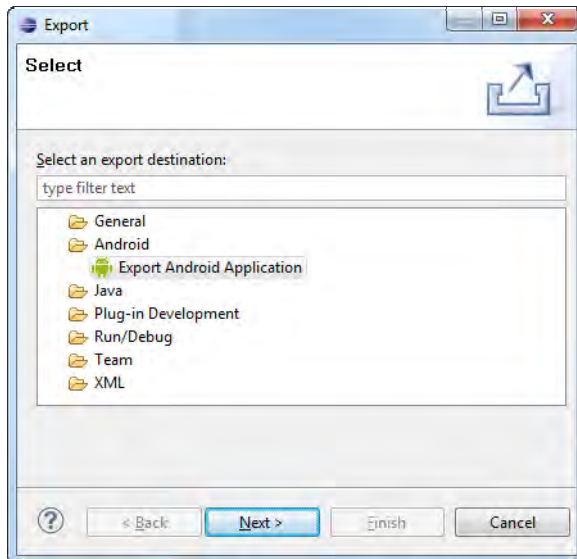 Export
Select
Select an export destination:
type filter text
General
Android
Export Android Application
Java
Plug-in Development
Run/Debug
Team
XML
? < Back Next > Finish Cancel